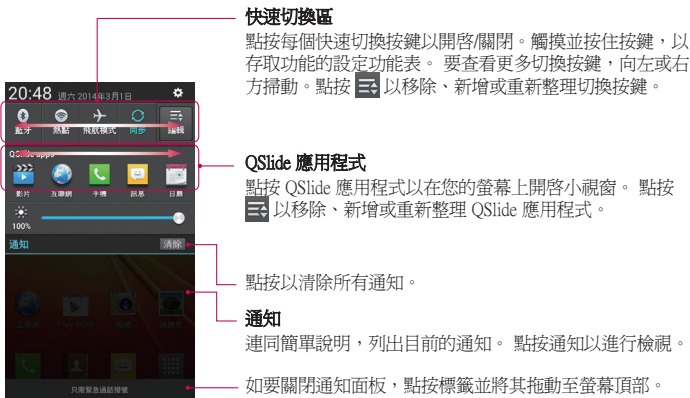 快速切換區
點按每個快速切換按鍵以開啓/關閉。觸摸並按住按鍵，以
存取功能的設定功能表。 要查看更多切換按鍵，向左或右
方掃動。點按 以移除、新增或重新整理切換按鍵。
20:48 週六 2014年3月1日
藍牙 熱點 飛航模式 同步 編輯
QSlide apps
影片 互聯網 手機 訊息 日曆
100%
通知 清除
QSlide 應用程式
點按 QSlide 應用程式以在您的螢幕上開啓小視窗。 點按
以移除、新增或重新整理 QSlide 應用程式。
點按以清除所有通知。
通知
連同簡單說明，列出目前的通知。 點按通知以進行檢視。
互聯網 Play Store 相機
只限緊急通話撥號
如要關閉通知面板，點按標籤並將其拖動至螢幕頂部。